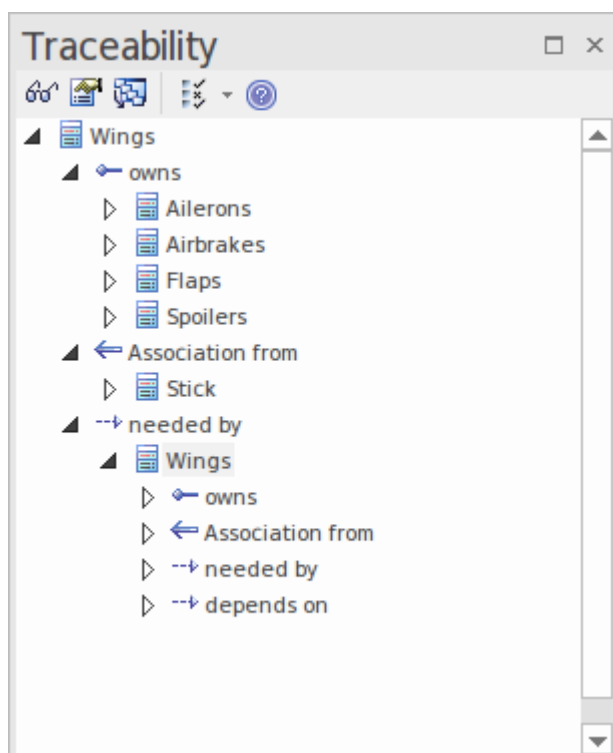 Traceability
Wings
owns
Ailerons
Airbrakes
Flaps
Spoilers
Association from
Stick
needed by
Wings
owns
Association from
needed by
depends on